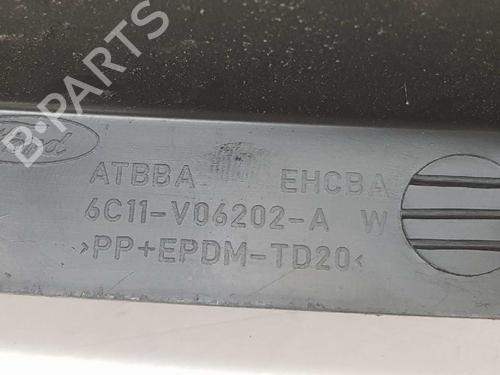 B-PARTS
Ford
ATBBA EHCBA
6C11-V06202-A W
>PP+EPDM-TD20<